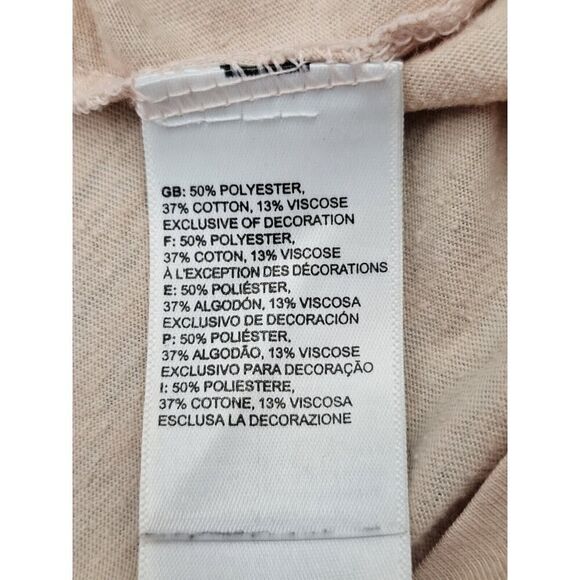 GB: 50% POLYESTER,
37% COTTON, 13% VISCOSE
EXCLUSIVE OF DECORATION
F: 50% POLYESTER,
37% COTON, 13% VISCOSE
À L'EXCEPTION DES DÉCORATIONS
E: 50% POLIÉSTER,
37% ALGODÓN, 13% VISCOSA
EXCLUSIVO DE DECORACIÓN
P: 50% POLIÉSTER,
37% ALGODÃO, 13% VISCOSE
EXCLUSIVO PARA DECORAÇÃO
I: 50% POLIESTERE,
37% COTONE, 13% VISCOSA
ESCLUSA LA DECORAZIONE